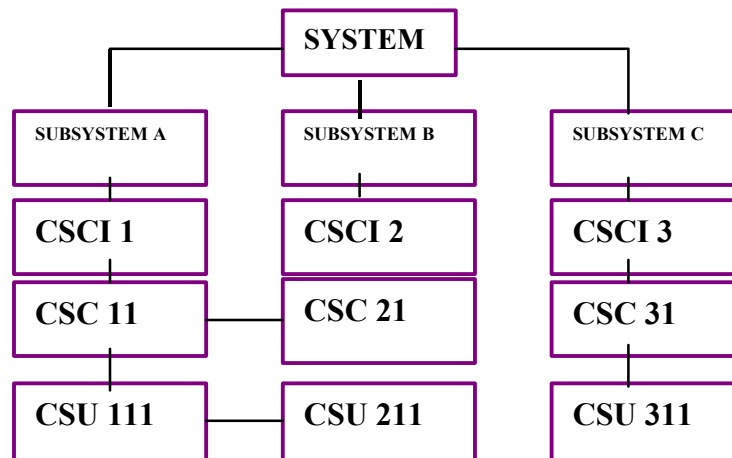 SYSTEM
SUBSYSTEM A
SUBSYSTEM B
SUBSYSTEM C
CSCI 1
CSCI 2
CSCI 3
CSC 11
CSC 21
CSC 31
CSU 111
CSU 211
CSU 311